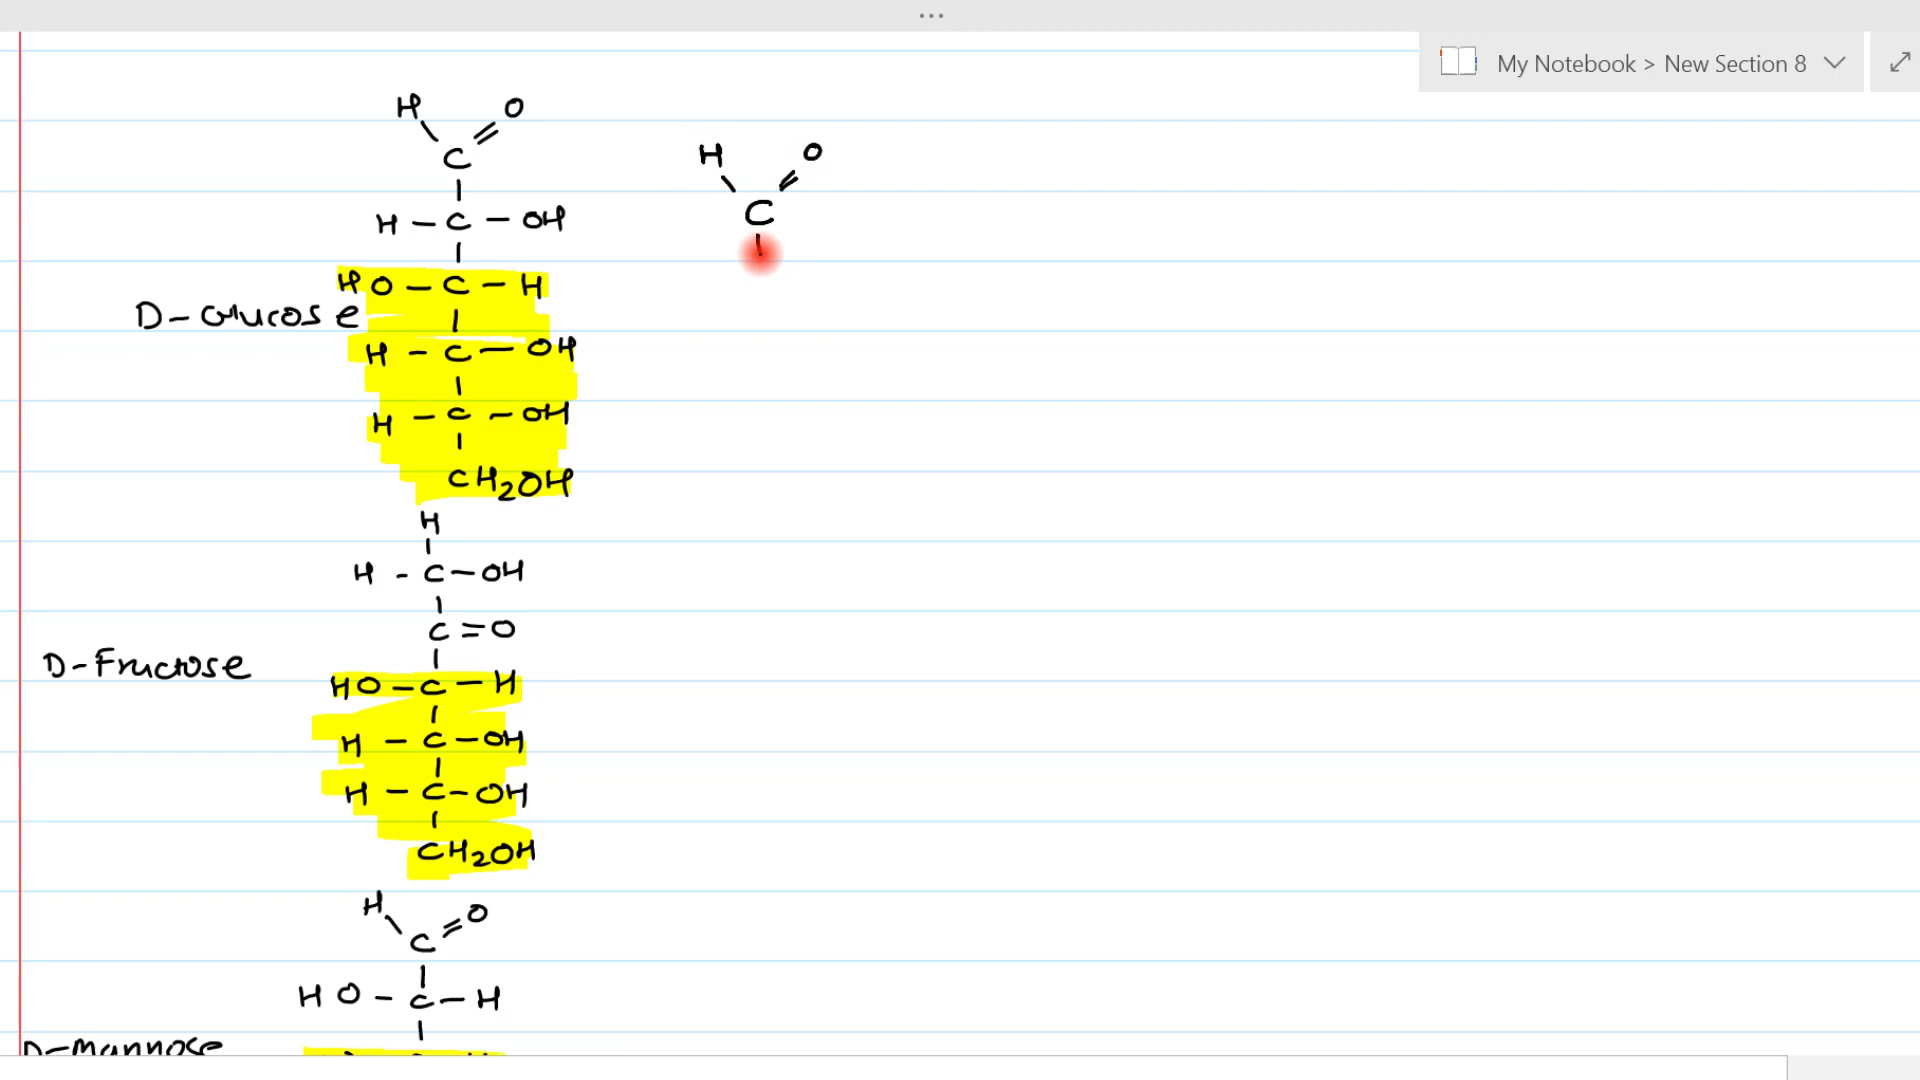 ...
My Notebook > New Section 8
H O
C
H - C - OH
HO - C - H
D-Glucose
H - C - OH
H - C - OH
CH2OH
H O
C
H
H - C - OH
C = O
D-Fructose
HO - C - H
H - C - OH
H - C - OH
CH2OH
H O
C
HO - C - H
D-mannose